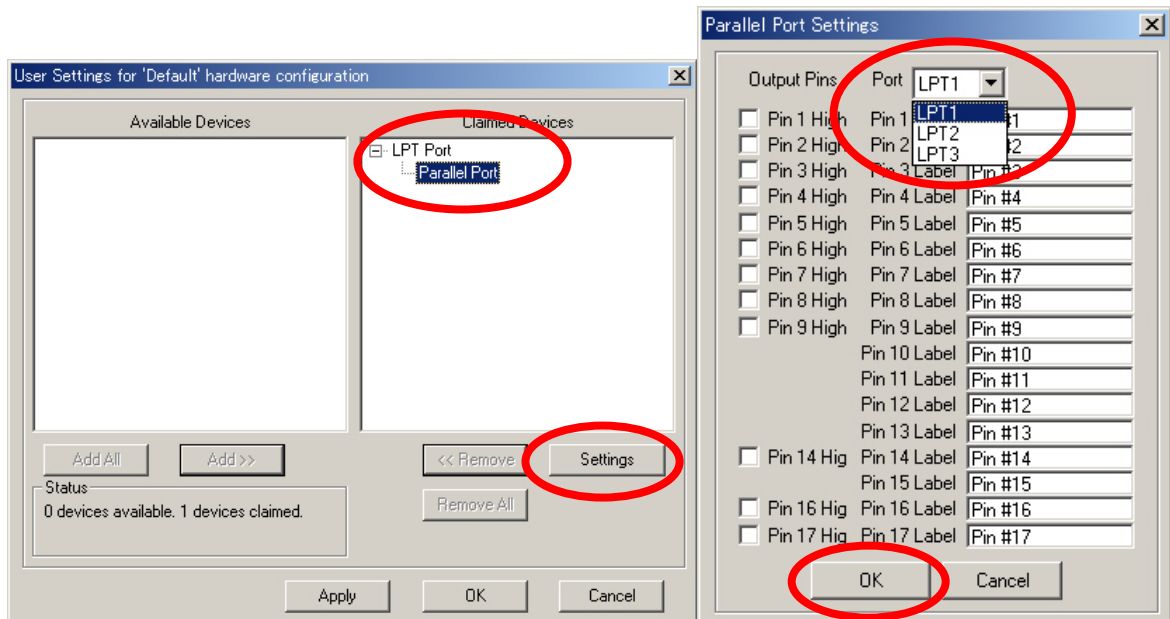 User Settings for 'Default' hardware configuration
Available Devices
Claimed Devices
LPT Port
Parallel Port
Add All
Add >>
<< Remove
Settings
Remove All
Status
0 devices available. 1 devices claimed.
Apply
OK
Cancel
Parallel Port Settings
Output Pins Port LPT1
LPT1
LPT2
LPT3
Pin 1 High Pin 1 #1
Pin 2 High Pin 2 #2
Pin 3 High Pin 3 Label Pin #3
Pin 4 High Pin 4 Label Pin #4
Pin 5 High Pin 5 Label Pin #5
Pin 6 High Pin 6 Label Pin #6
Pin 7 High Pin 7 Label Pin #7
Pin 8 High Pin 8 Label Pin #8
Pin 9 High Pin 9 Label Pin #9
Pin 10 Label Pin #10
Pin 11 Label Pin #11
Pin 12 Label Pin #12
Pin 13 Label Pin #13
Pin 14 Hig Pin 14 Label Pin #14
Pin 15 Label Pin #15
Pin 16 Hig Pin 16 Label Pin #16
Pin 17 Hig Pin 17 Label Pin #17
OK
Cancel